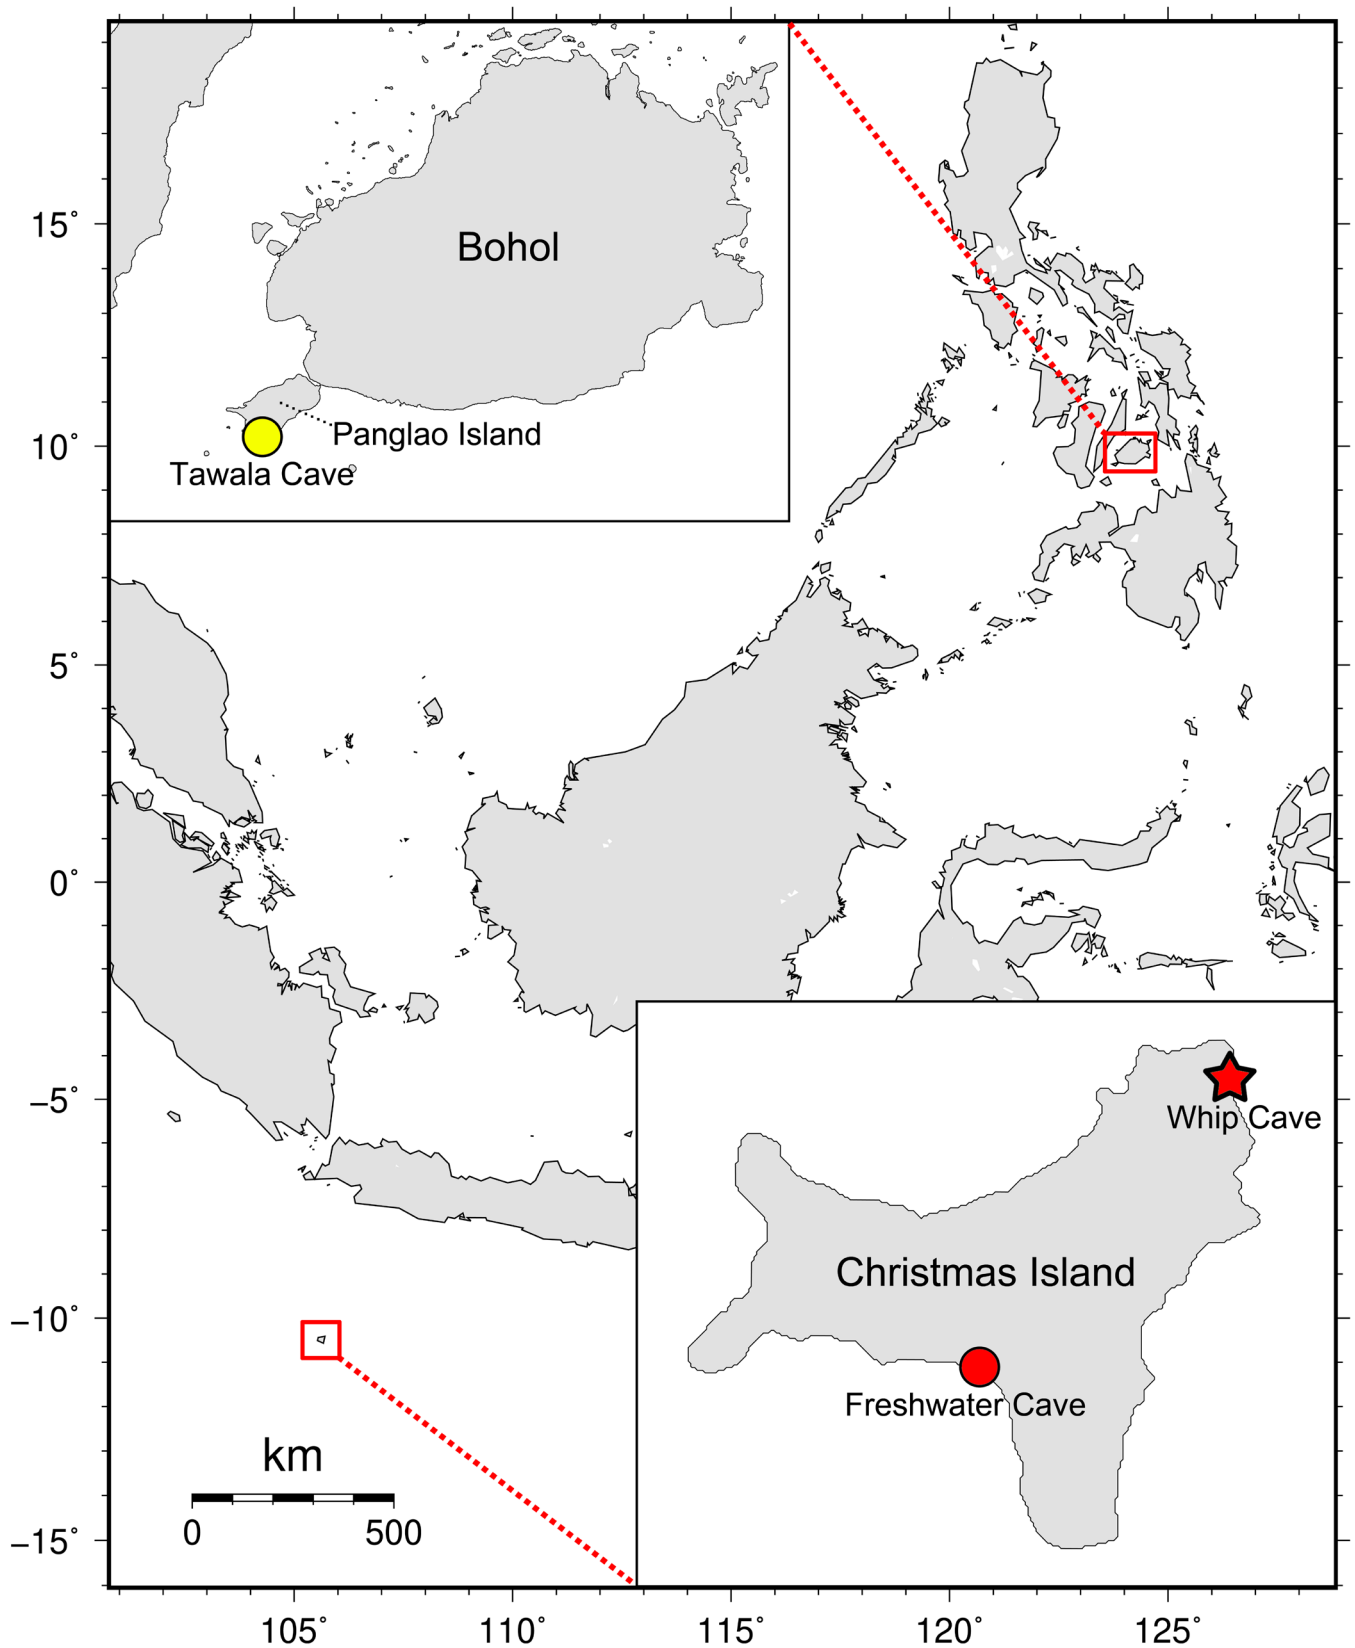 Bohol
Panglao Island
Tawala Cave
15°
10°
5°
0°
−5°
−10°
−15°
Whip Cave
Christmas Island
Freshwater Cave
km
0 500
105° 110° 115° 120° 125°